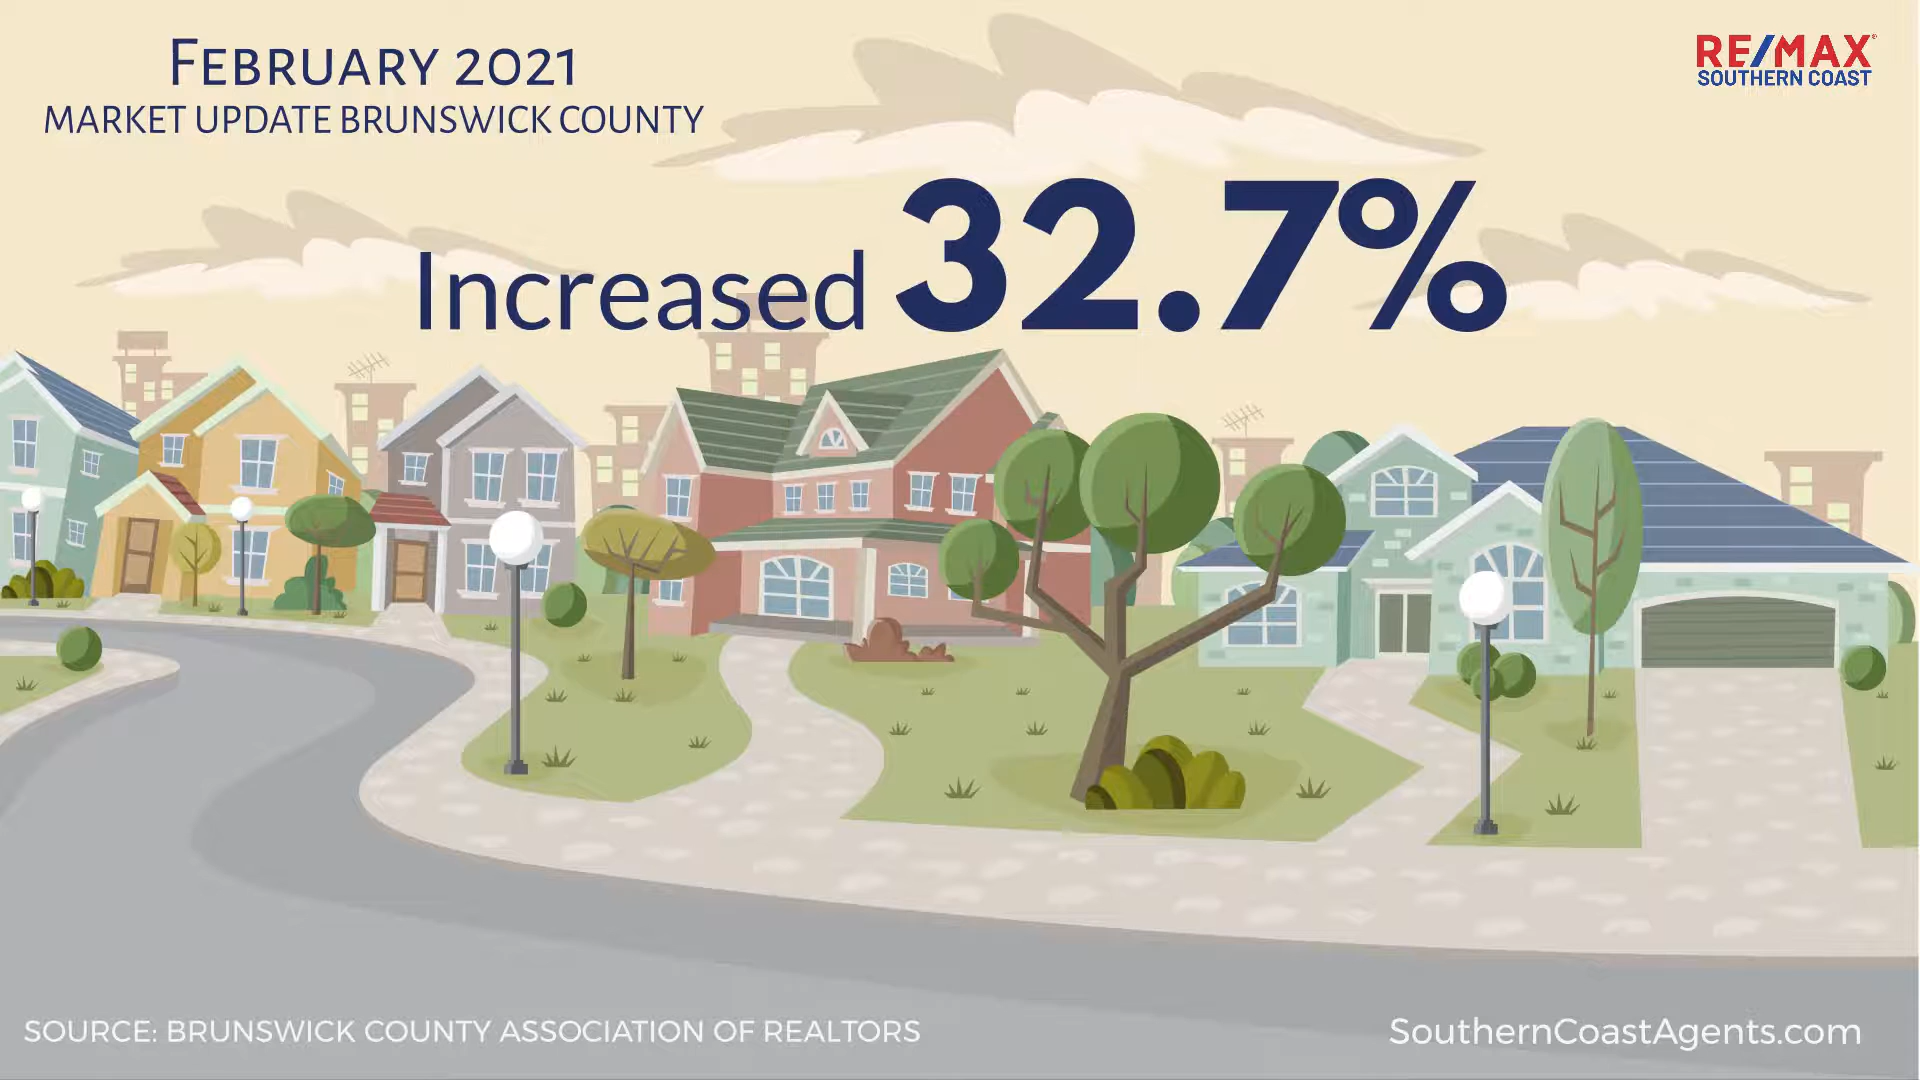 February 2021
MARKET UPDATE BRUNSWICK COUNTY
RE/MAX®
SOUTHERN COAST
Increased 32.7%
SOURCE: BRUNSWICK COUNTY ASSOCIATION OF REALTORS
SouthernCoastAgents.com